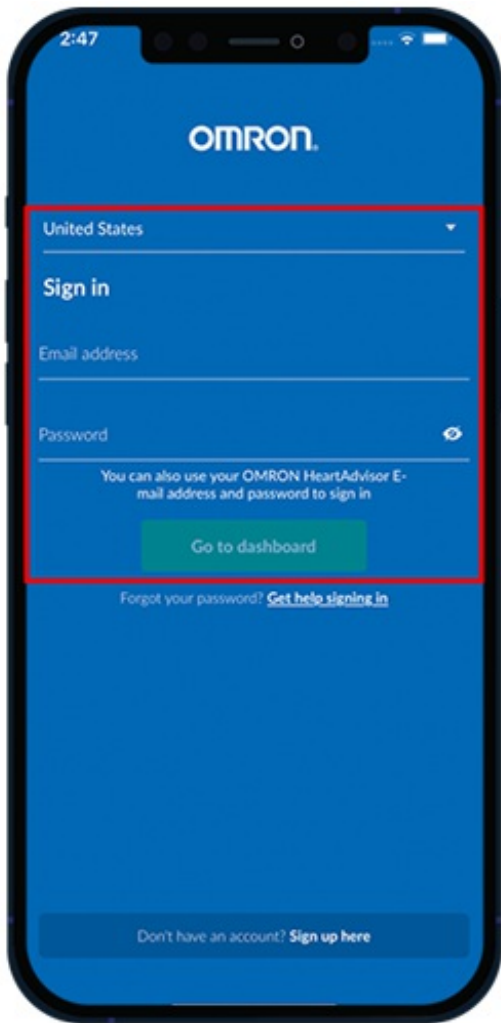 2:47
OMRON.
United States
Sign in
Email address
Password
You can also use your OMRON HeartAdvisor E-
mail address and password to sign in
Go to dashboard
Forgot your password? Get help signing in
Don't have an account? Sign up here